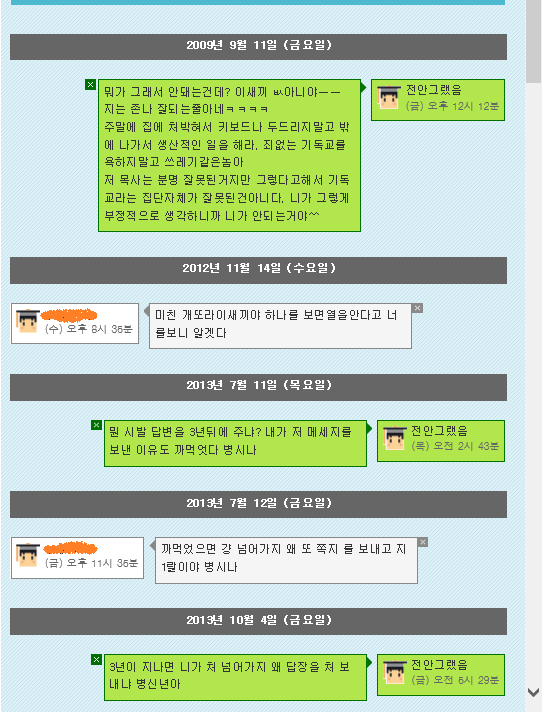 2009년 9월 11일 (금요일)
뭐가 그래서 안돼는건데? 이새끼 ㅄ아니야ㅡㅡ
지는 존나 잘되는줄아네ㅋㅋㅋㅋ
주말에 집에 처박혀서 키보드나 두드리지말고 밖
에 나가서 생산적인 일을 해라. 죄없는 기독교를
욕하지말고 쓰레기같은놈아
저 목사는 분명 잘못된거지만 그렇다고해서 기독
교라는 집단자체가 잘못된건아니다. 니가 그렇게
부정적으로 생각하니까 니가 안되는거야^^
전안그랬음
(금) 오후 12시 12분
2012년 11월 14일 (수요일)
(수) 오후 8시 36분
미친 개또라이새끼야 하나를 보면열을안다고 너
를보니 알겟다
2013년 7월 11일 (목요일)
뭔 시발 답변을 3년뒤에 주냐? 내가 저 메세지를
보낸 이유도 까먹엇다 병시나
전안그랬음
(목) 오전 2시 43분
2013년 7월 12일 (금요일)
(금) 오후 11시 36분
까먹었으면 걍 넘어가지 왜 또 쪽지 를 보내고 지
1랄이야 병시나
2013년 10월 4일 (금요일)
3년이 지나면 니가 처 넘어가지 왜 답장을 처 보
내냐 병신년아
전안그랬음
(금) 오전 6시 29분